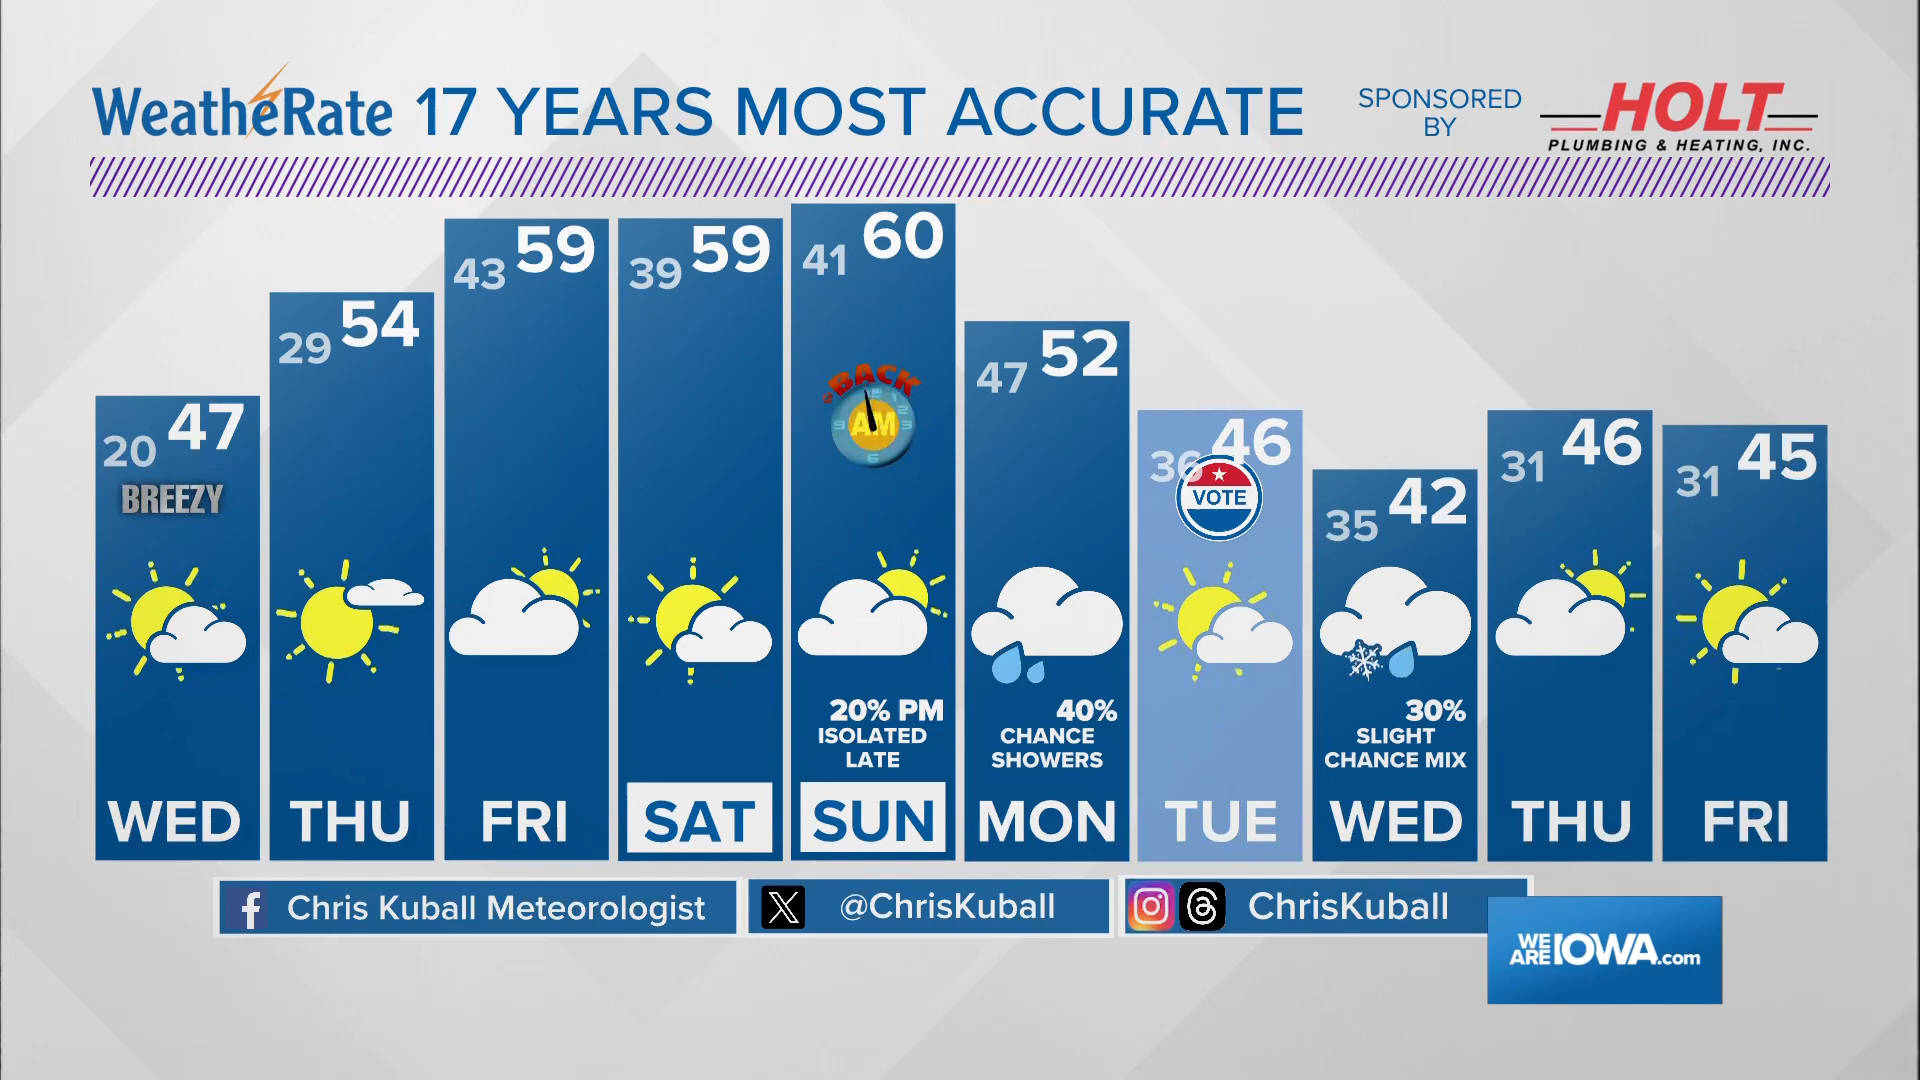 WeatheRate 17 YEARS MOST ACCURATE
SPONSORED
BY
HOLT
PLUMBING & HEATING, INC.
20 47
BREEZY
WED
29 54
THU
43 59
FRI
39 59
SAT
41 60
BACK
AM
20% PM
ISOLATED
LATE
SUN
47 52
40%
CHANCE
SHOWERS
MON
36 46
VOTE
TUE
35 42
30%
SLIGHT
CHANCE MIX
WED
31 46
THU
31 45
FRI
f Chris Kuball Meteorologist
X @ChrisKuball
ChrisKuball
WE
ARE IOWA.com